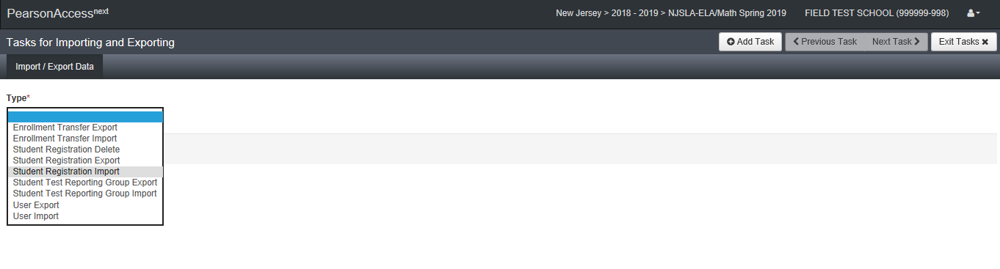 PearsonAccessnext
New Jersey > 2018 - 2019 > NJSLA-ELA/Math Spring 2019
FIELD TEST SCHOOL (999999-998)
Tasks for Importing and Exporting
Add Task
Previous Task
Next Task
Exit Tasks
Import / Export Data
Type*
Enrollment Transfer Export
Enrollment Transfer Import
Student Registration Delete
Student Registration Export
Student Registration Import
Student Test Reporting Group Export
Student Test Reporting Group Import
User Export
User Import